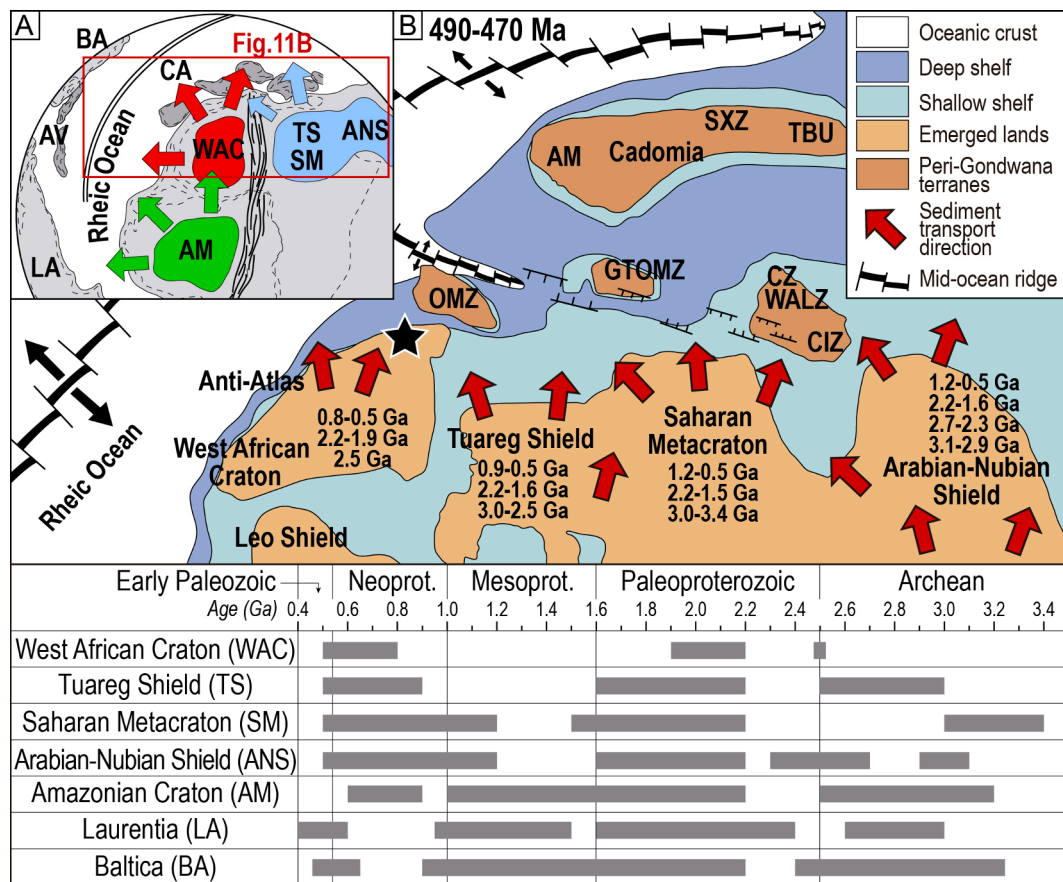 A
BA
Fig.11B
CA
AV
Rheic Ocean
WAC
TS
ANS
SM
LA
AM
B
490-470 Ma
AM
Cadomia
SXZ
TBU
OMZ
GTOMZ
CZ
WALZ
CIZ
Anti-Atlas
West African
Craton
0.8-0.5 Ga
2.2-1.9 Ga
2.5 Ga
Tuareg Shield
0.9-0.5 Ga
2.2-1.6 Ga
3.0-2.5 Ga
Saharan
Metacraton
1.2-0.5 Ga
2.2-1.5 Ga
3.0-3.4 Ga
1.2-0.5 Ga
2.2-1.6 Ga
2.7-2.3 Ga
3.1-2.9 Ga
Arabian-Nubian
Shield
Rheic Ocean
Leo Shield
Oceanic crust
Deep shelf
Shallow shelf
Emerged lands
Peri-Gondwana
terranes
Sediment
transport
direction
Mid-ocean ridge
Early Paleozoic
Neoprot.
Mesoprot.
Paleoproterozoic
Archean
Age (Ga)
0.4 0.6 0.8 1.0 1.2 1.4 1.6 1.8 2.0 2.2 2.4 2.6 2.8 3.0 3.2 3.4
West African Craton (WAC)
Tuareg Shield (TS)
Saharan Metacraton (SM)
Arabian-Nubian Shield (ANS)
Amazonian Craton (AM)
Laurentia (LA)
Baltica (BA)